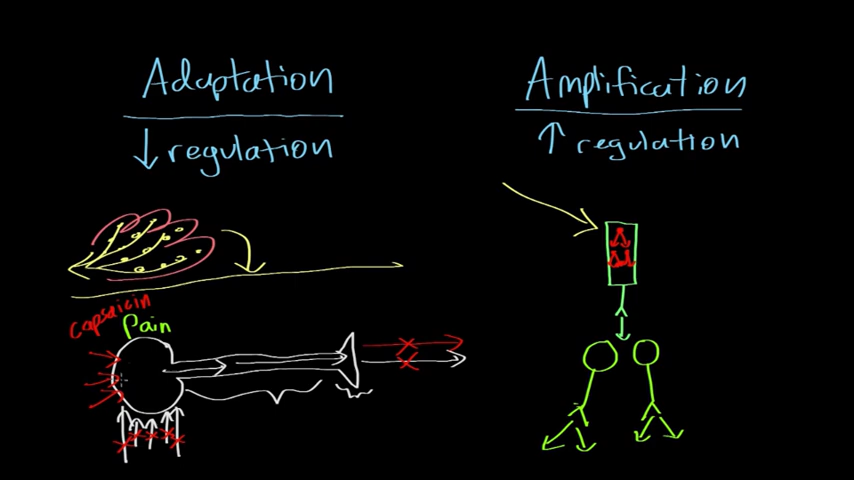 Adaptation
↓ regulation
Amplification
↑ regulation
Capsaicin
Pain